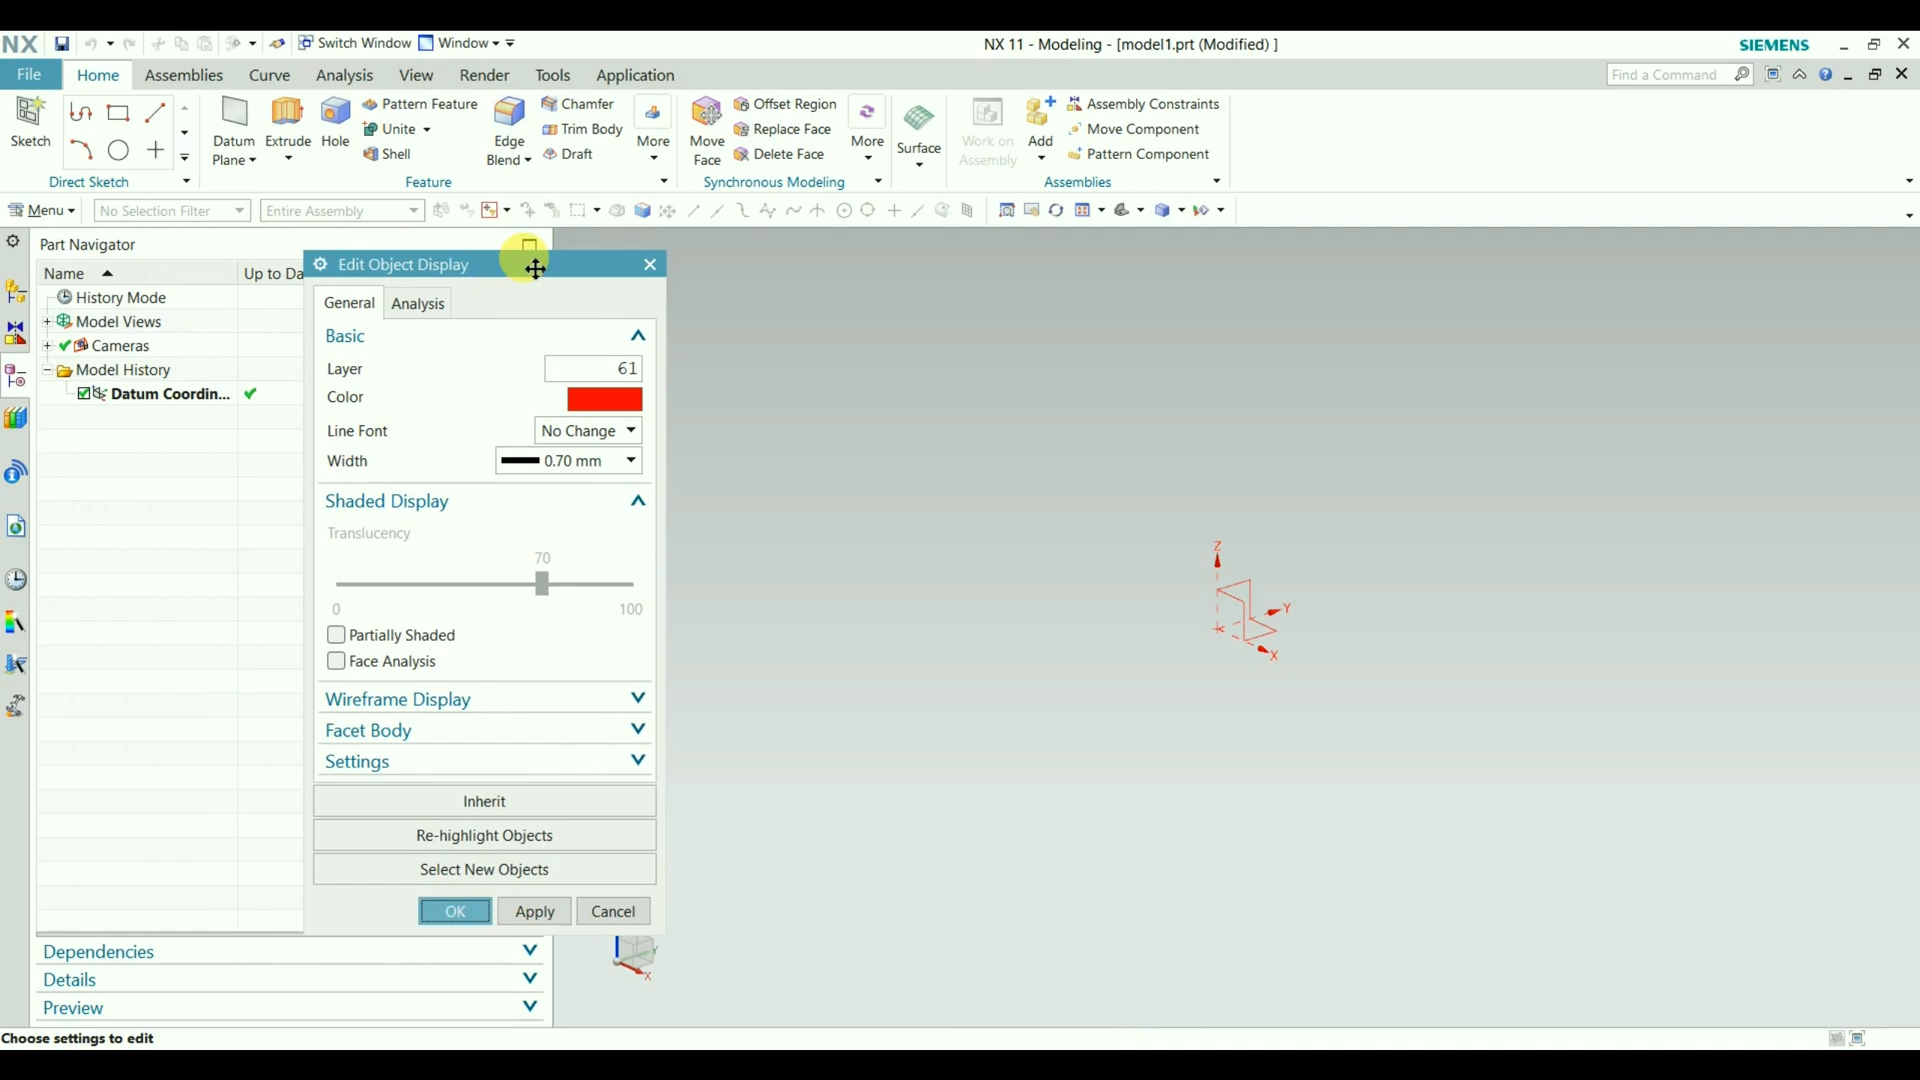 NX Switch Window Window NX 11 - Modeling - [model1.prt (Modified) ] SIEMENS
File Home Assemblies Curve Analysis View Render Tools Application Find a Command
Sketch
Direct Sketch
Datum Plane
Extrude
Hole
Pattern Feature
Unite
Shell
Edge Blend
Chamfer
Trim Body
Draft
More
Feature
Move Face
Offset Region
Replace Face
Delete Face
More
Synchronous Modeling
Surface
Work on Assembly
Add
Assembly Constraints
Move Component
Pattern Component
Assemblies
Menu No Selection Filter Entire Assembly
Part Navigator
Name Up to Da
History Mode
Model Views
Cameras
Model History
Datum Coordin...
Dependencies
Details
Preview
Edit Object Display
General Analysis
Basic
Layer 61
Color
Line Font No Change
Width 0.70 mm
Shaded Display
Translucency
70
0 100
Partially Shaded
Face Analysis
Wireframe Display
Facet Body
Settings
Inherit
Re-highlight Objects
Select New Objects
OK Apply Cancel
Z
Y
X
Y
X
Choose settings to edit